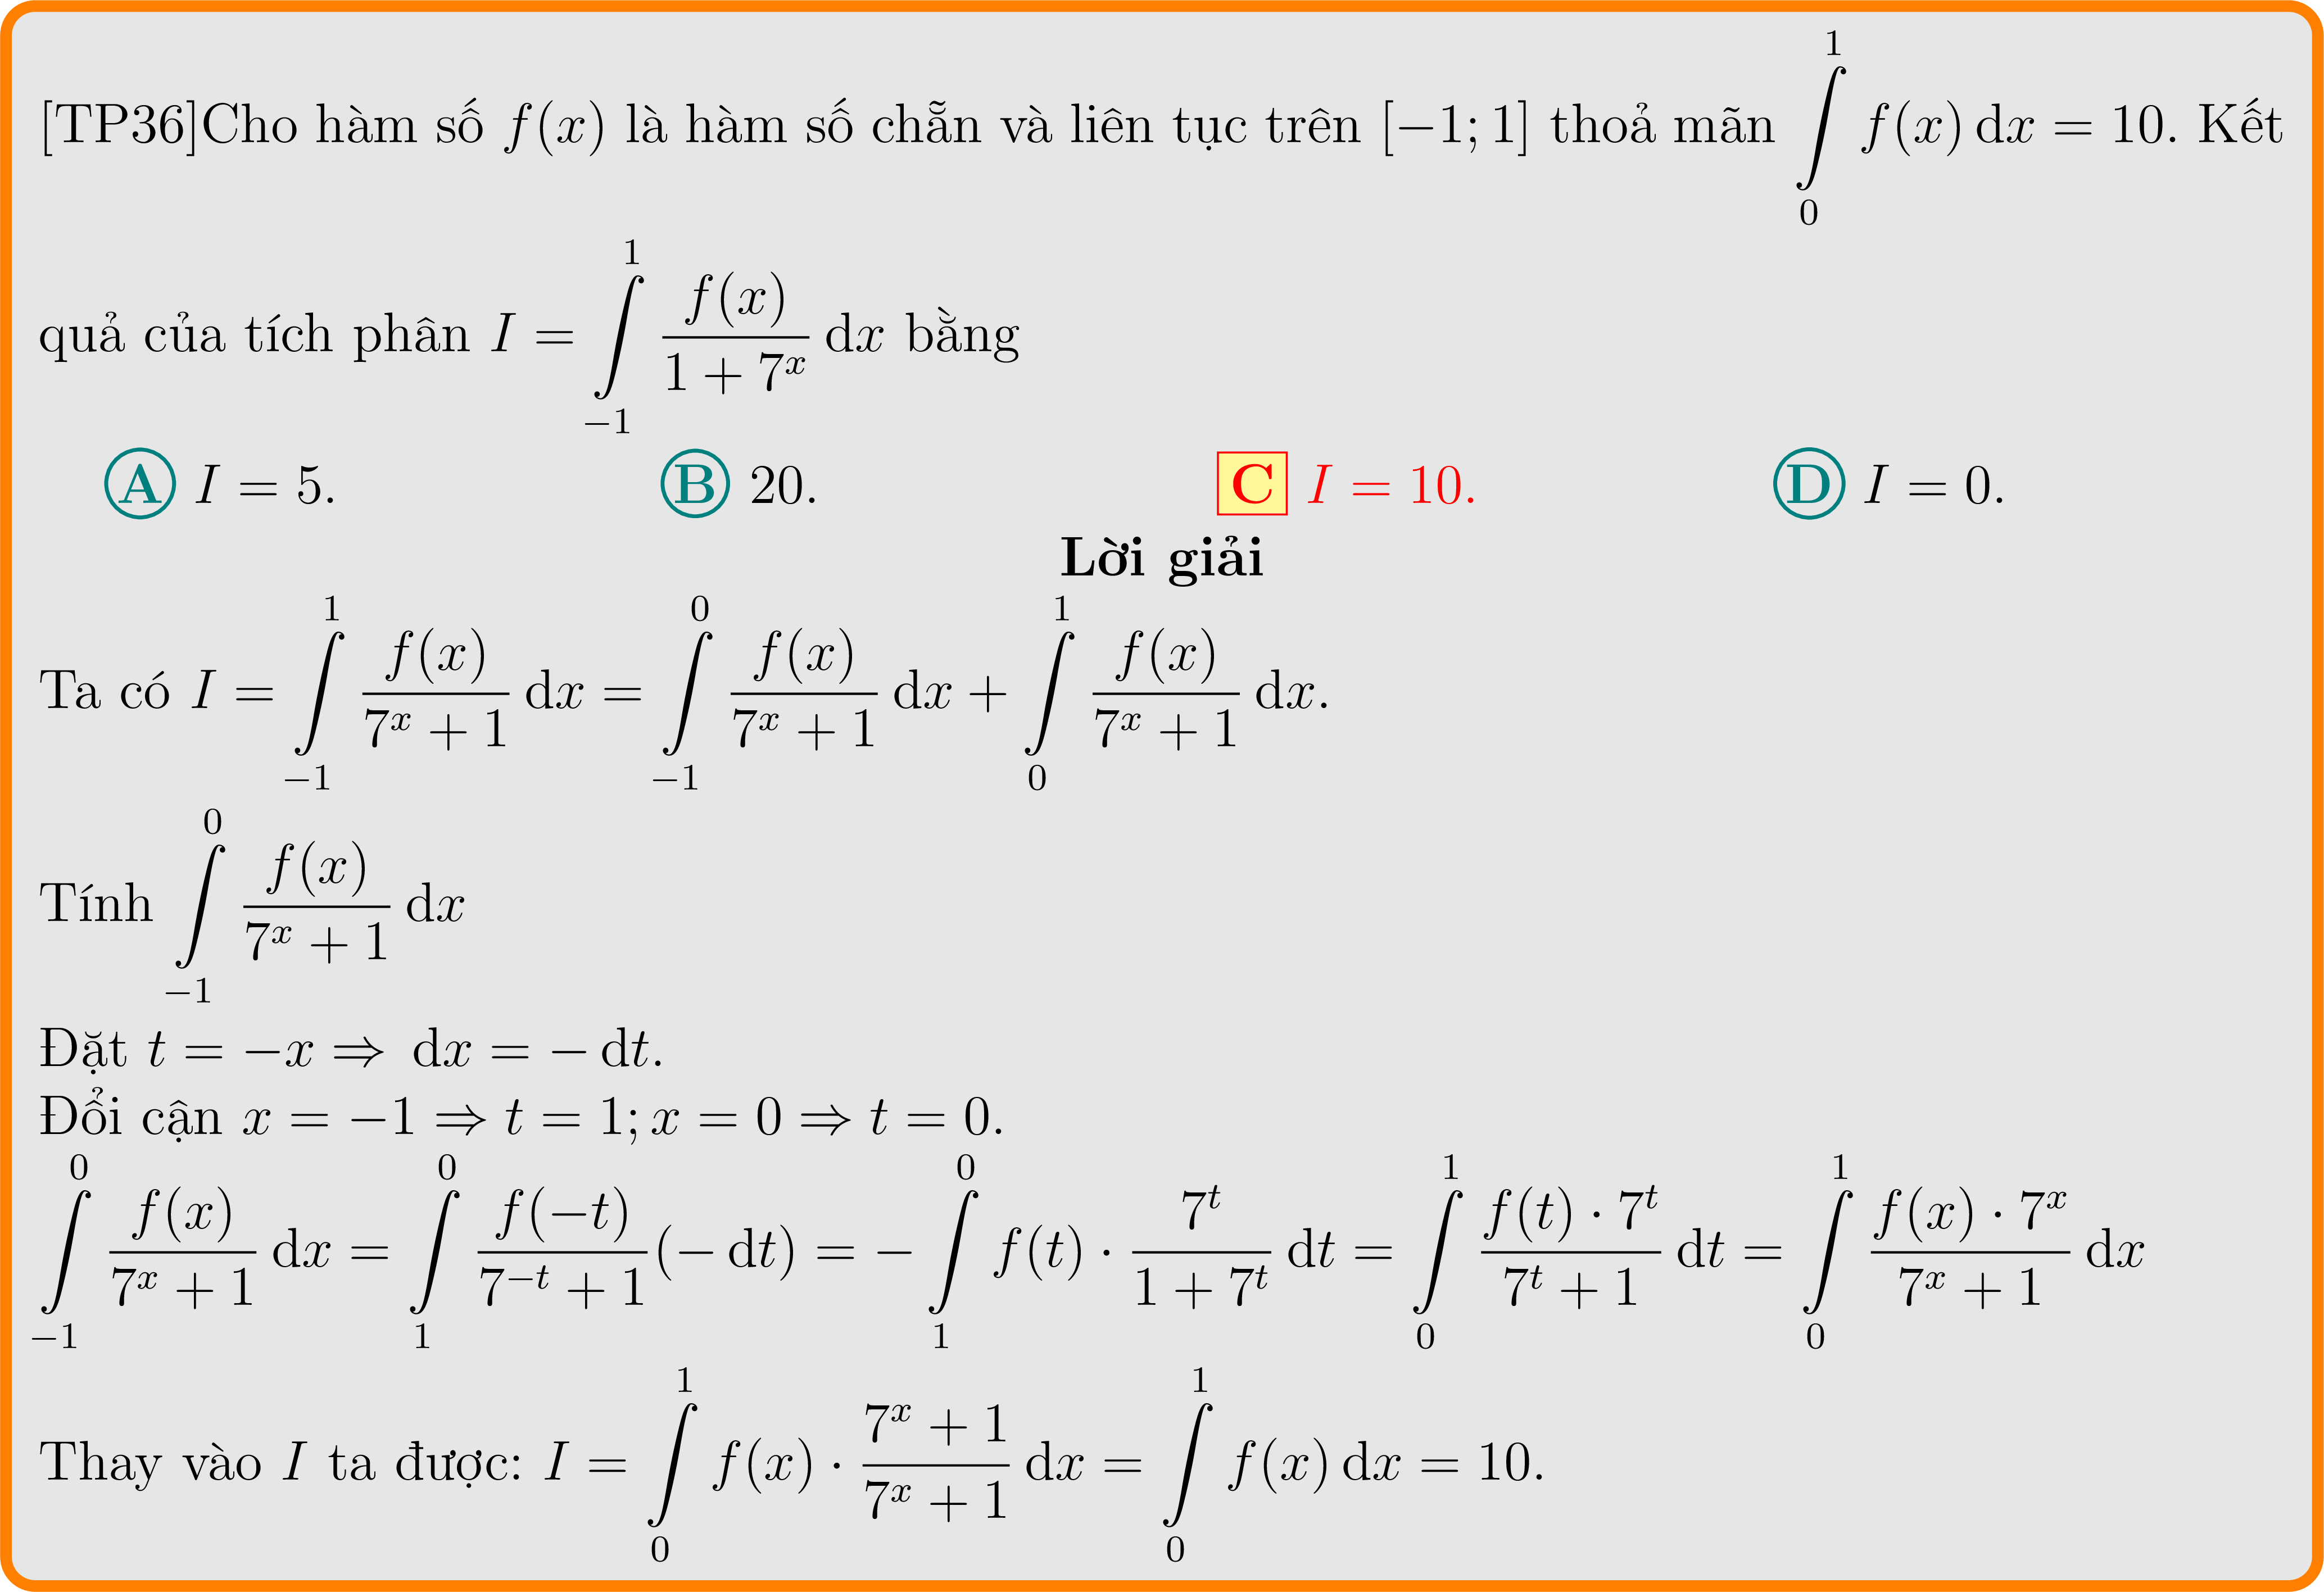 [TP36]Cho hàm số $f(x)$ là hàm số chẵn và liên tục trên $[-1; 1]$ thoả mãn $\int\limits_{0}^{1} f(x)\,\mathrm{d}x = 10$. Kết
quả của tích phân $I = \int\limits_{-1}^{1} \frac{f(x)}{1 + 7^x}\,\mathrm{d}x$ bằng
A $I = 5$. B $20$. C $I = 10$. D $I = 0$.
Lời giải
Ta có $I = \int\limits_{-1}^{1} \frac{f(x)}{7^x + 1}\,\mathrm{d}x = \int\limits_{-1}^{0} \frac{f(x)}{7^x + 1}\,\mathrm{d}x + \int\limits_{0}^{1} \frac{f(x)}{7^x + 1}\,\mathrm{d}x$.
Tính $\int\limits_{-1}^{0} \frac{f(x)}{7^x + 1}\,\mathrm{d}x$
Đặt $t = -x \Rightarrow \mathrm{d}x = -\,\mathrm{d}t$.
Đổi cận $x = -1 \Rightarrow t = 1; x = 0 \Rightarrow t = 0$.
$\int\limits_{-1}^{0} \frac{f(x)}{7^x + 1}\,\mathrm{d}x = \int\limits_{1}^{0} \frac{f(-t)}{7^{-t} + 1}(-\,\mathrm{d}t) = -\int\limits_{1}^{0} f(t) \cdot \frac{7^t}{1 + 7^t}\,\mathrm{d}t = \int\limits_{0}^{1} \frac{f(t) \cdot 7^t}{7^t + 1}\,\mathrm{d}t = \int\limits_{0}^{1} \frac{f(x) \cdot 7^x}{7^x + 1}\,\mathrm{d}x$
Thay vào $I$ ta được: $I = \int\limits_{0}^{1} f(x) \cdot \frac{7^x + 1}{7^x + 1}\,\mathrm{d}x = \int\limits_{0}^{1} f(x)\,\mathrm{d}x = 10$.